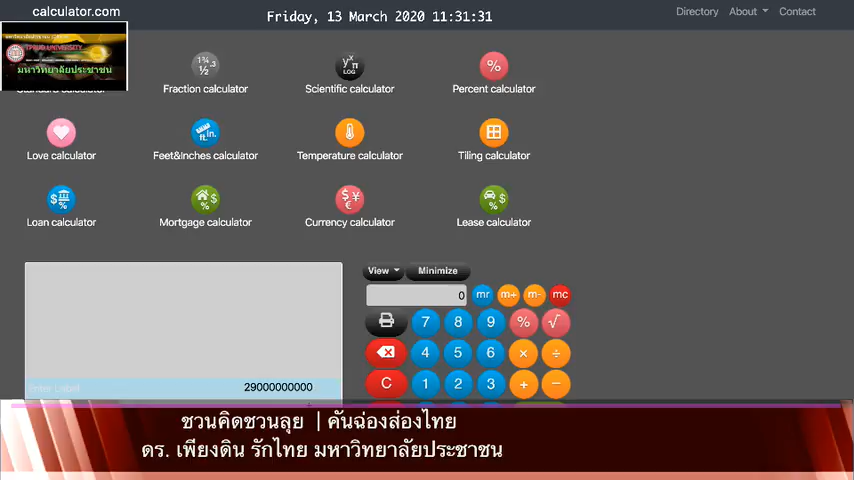 calculator.com
Friday, 13 March 2020 11:31:31
Directory About Contact
มหาวิทยาลัยประชาชน
Fraction calculator
Scientific calculator
Percent calculator
Love calculator
Feet&Inches calculator
Temperature calculator
Tiling calculator
Loan calculator
Mortgage calculator
Currency calculator
Lease calculator
View Minimize
0 mr m+ m- mc
7 8 9 % √
4 5 6 × ÷
C 1 2 3 + −
Enter Label 29000000000
ชวนคิดชวนลุย | คันฉ่องส่องไทย
ดร. เพียงดิน รักไทย มหาวิทยาลัยประชาชน